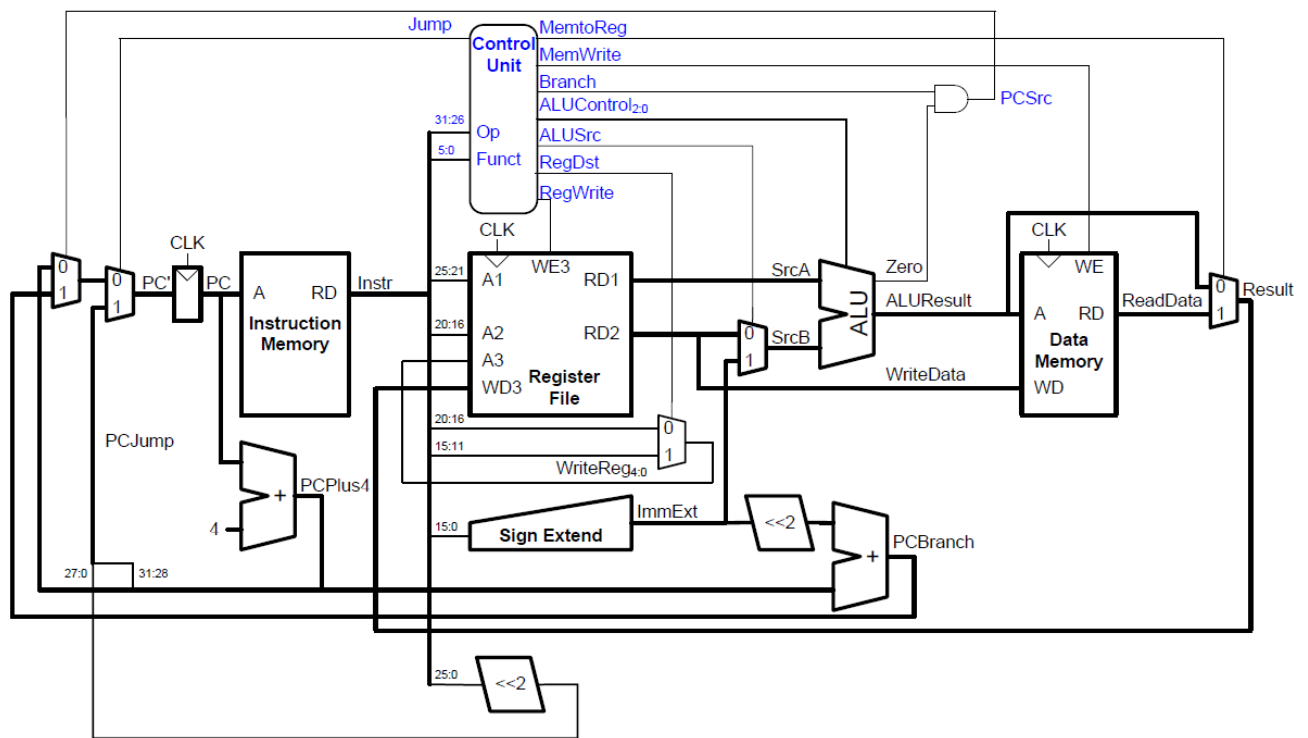 Jump
MemtoReg
Control
Unit
MemWrite
Branch
PCSrc
ALUControl2:0
31:26
Op
ALUSrc
5:0
Funct
RegDst
RegWrite
CLK
CLK
CLK
0
1
0
1
PC'
PC
A
RD
Instr
Instruction
Memory
25:21
A1
WE3
RD1
SrcA
Zero
WE
0
1
Result
20:16
A2
RD2
0
1
SrcB
ALU
ALUResult
A
RD
ReadData
A3
Data
Memory
WD3
Register
File
WriteData
WD
20:16
0
PCJump
15:11
1
WriteReg4:0
PCPlus4
+
4
15:0
Sign Extend
ImmExt
<<2
+
PCBranch
27:0
31:28
25:0
<<2